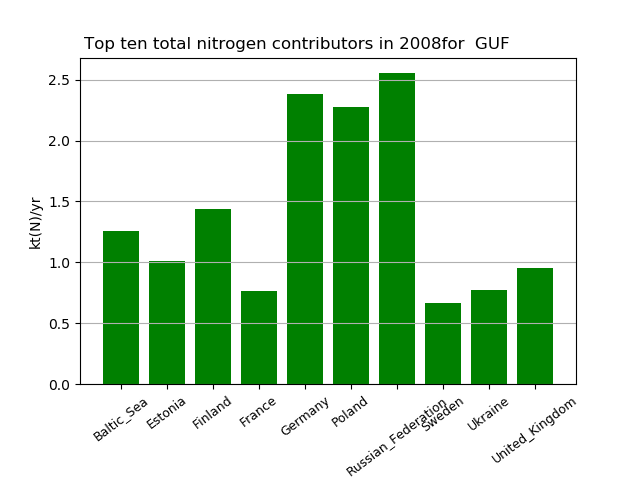 Top ten total nitrogen contributors in 2008for  GUF
kt(N)/yr
2.5
2.0
1.5
1.0
0.5
0.0
Baltic_Sea
Estonia
Finland
France
Germany
Poland
Russian_Federation
Sweden
Ukraine
United_Kingdom